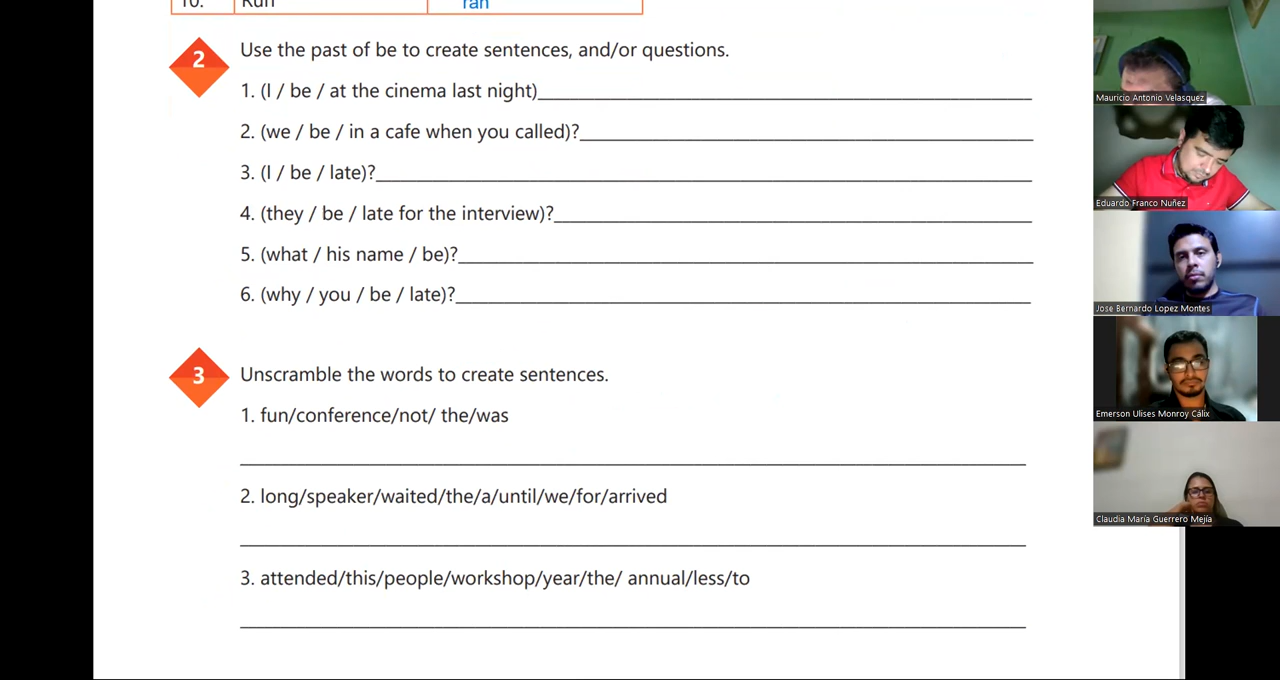 10. Run ran
2 Use the past of be to create sentences, and/or questions.
1. (I / be / at the cinema last night)
2. (we / be / in a cafe when you called)?
3. (I / be / late)?
4. (they / be / late for the interview)?
5. (what / his name / be)?
6. (why / you / be / late)?
3 Unscramble the words to create sentences.
1. fun/conference/not/ the/was
2. long/speaker/waited/the/a/until/we/for/arrived
3. attended/this/people/workshop/year/the/ annual/less/to
Mauricio Antonio Velasquez
Eduardo Franco Nuñez
Jose Bernardo Lopez Montes
Emerson Ulises Monroy Cálix
Claudia María Guerrero Mejía